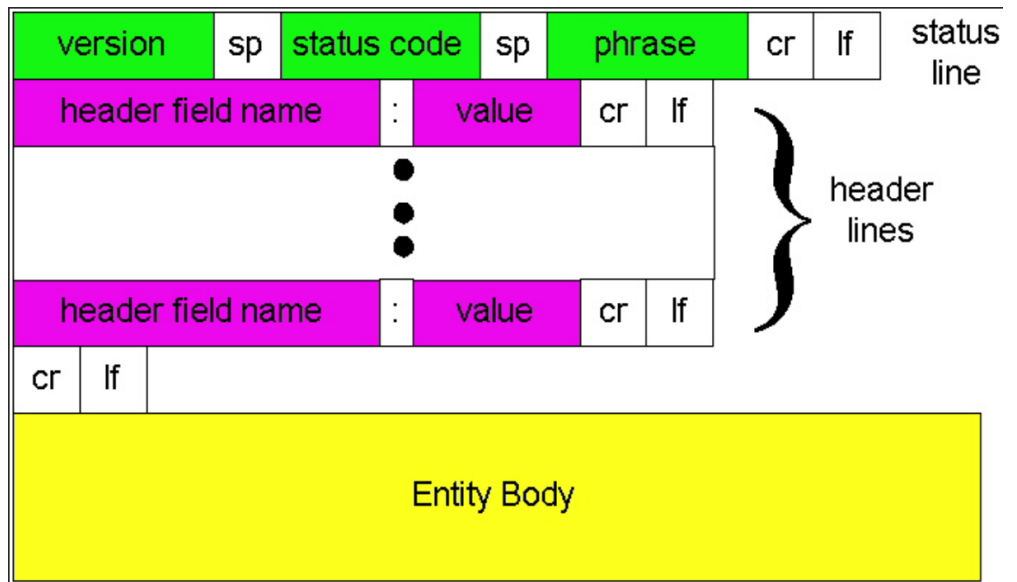 version sp status code sp phrase cr lf status line
header field name : value cr lf
header lines
header field name : value cr lf
cr lf
Entity Body